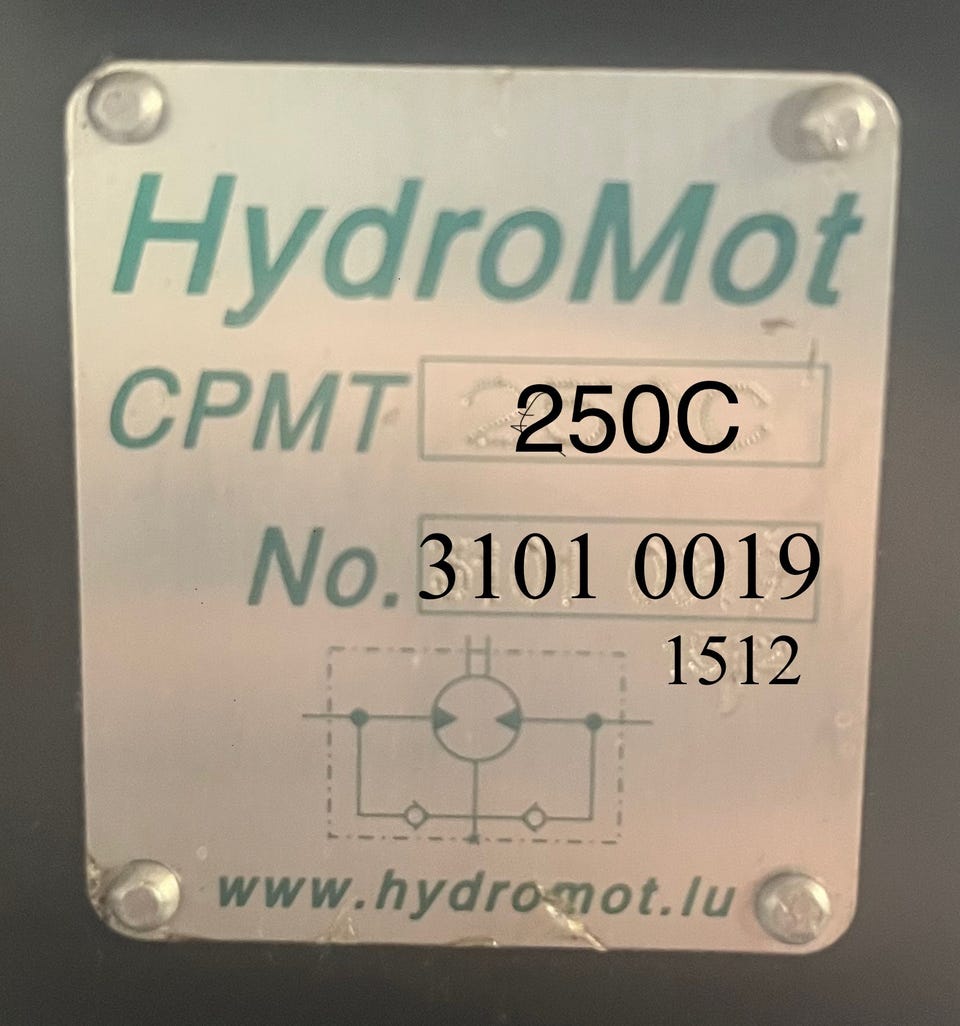 HydroMot
CPMT 250C
No. 3101 0019
1512
www.hydromot.lu